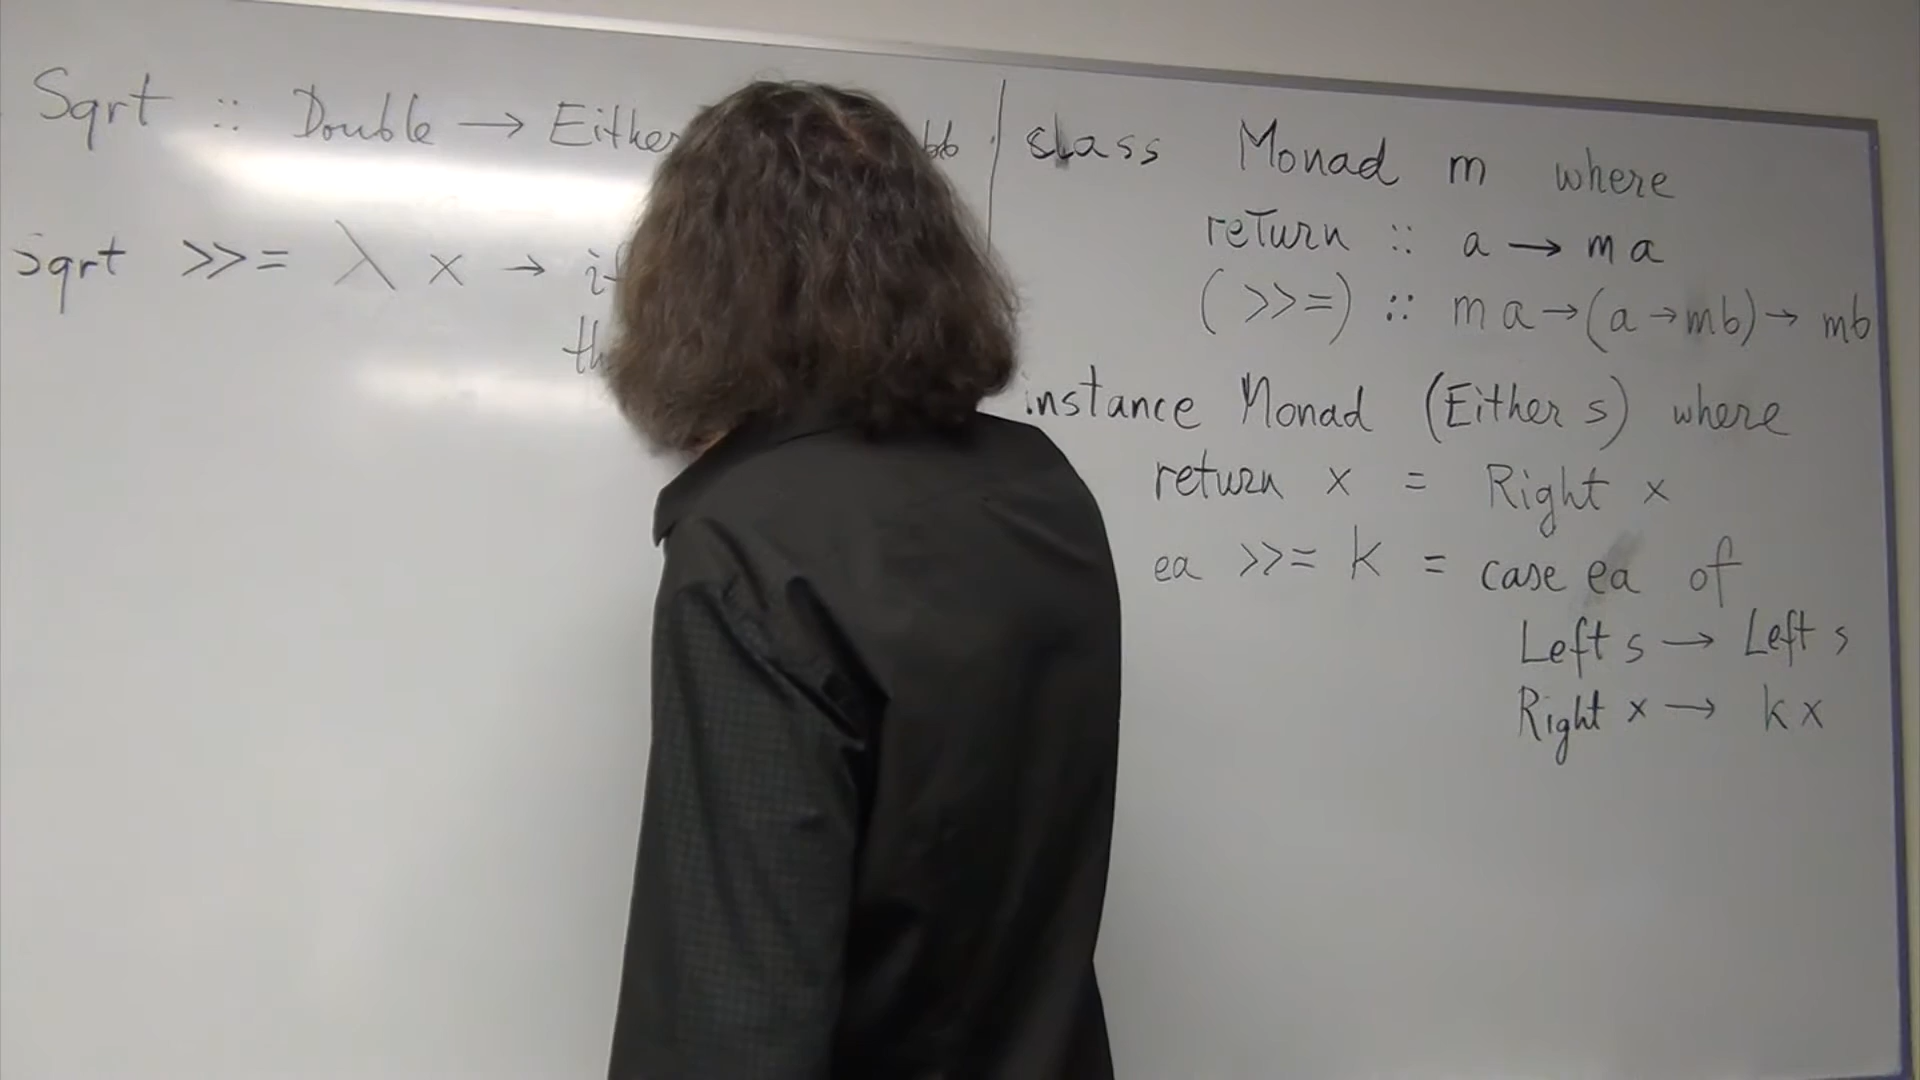 Sqrt :: Double → Either
Sqrt >>= λ x → if
class Monad m where
return :: a → m a
( >>=) :: m a → (a → m b) → m b
instance Monad (Either s) where
return x = Right x
ea >>= k = case ea of
Left s → Left s
Right x → k x